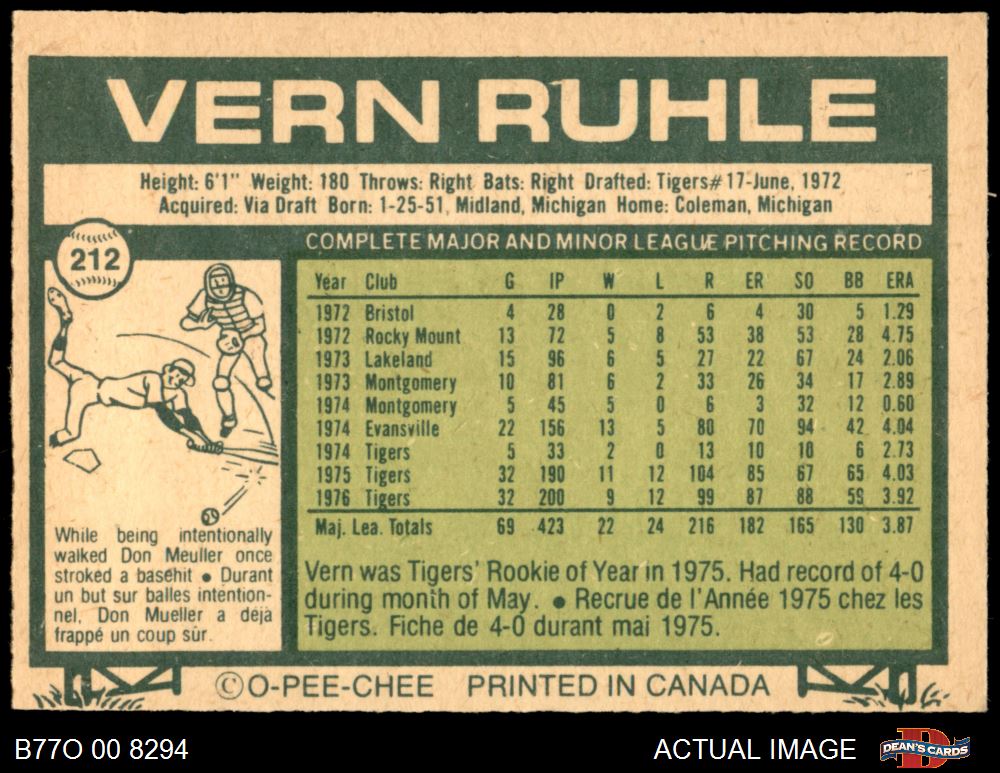 VERN RUHLE
Height: 6'1" Weight: 180 Throws: Right Bats: Right Drafted: Tigers#17-June, 1972
Acquired: Via Draft Born: 1-25-51, Midland, Michigan Home: Coleman, Michigan
212
COMPLETE MAJOR AND MINOR LEAGUE PITCHING RECORD
Year Club G IP W L R ER SO BB ERA
1972 Bristol 4 28 0 2 6 4 30 5 1.29
1972 Rocky Mount 13 72 5 8 53 38 53 28 4.75
1973 Lakeland 15 96 6 5 27 22 67 24 2.06
1973 Montgomery 10 81 6 2 33 26 34 17 2.89
1974 Montgomery 5 45 5 0 6 3 32 12 0.60
1974 Evansville 22 156 13 5 80 70 94 42 4.04
1974 Tigers 5 33 2 0 13 10 10 6 2.73
1975 Tigers 32 190 11 12 104 85 67 65 4.03
1976 Tigers 32 200 9 12 99 87 88 59 3.92
Maj. Lea. Totals 69 423 22 24 216 182 165 130 3.87
While being intentionally
walked Don Meuller once
stroked a basehit ● Durant
un but sur balles intention-
nel, Don Mueller a déjà
frappé un coup sûr.
Vern was Tigers' Rookie of Year in 1975. Had record of 4-0
during month of May. ● Recrue de l'Année 1975 chez les
Tigers. Fiche de 4-0 durant mai 1975.
©O-PEE-CHEE PRINTED IN CANADA
B77O 00 8294
ACTUAL IMAGE
DEAN'S CARDS